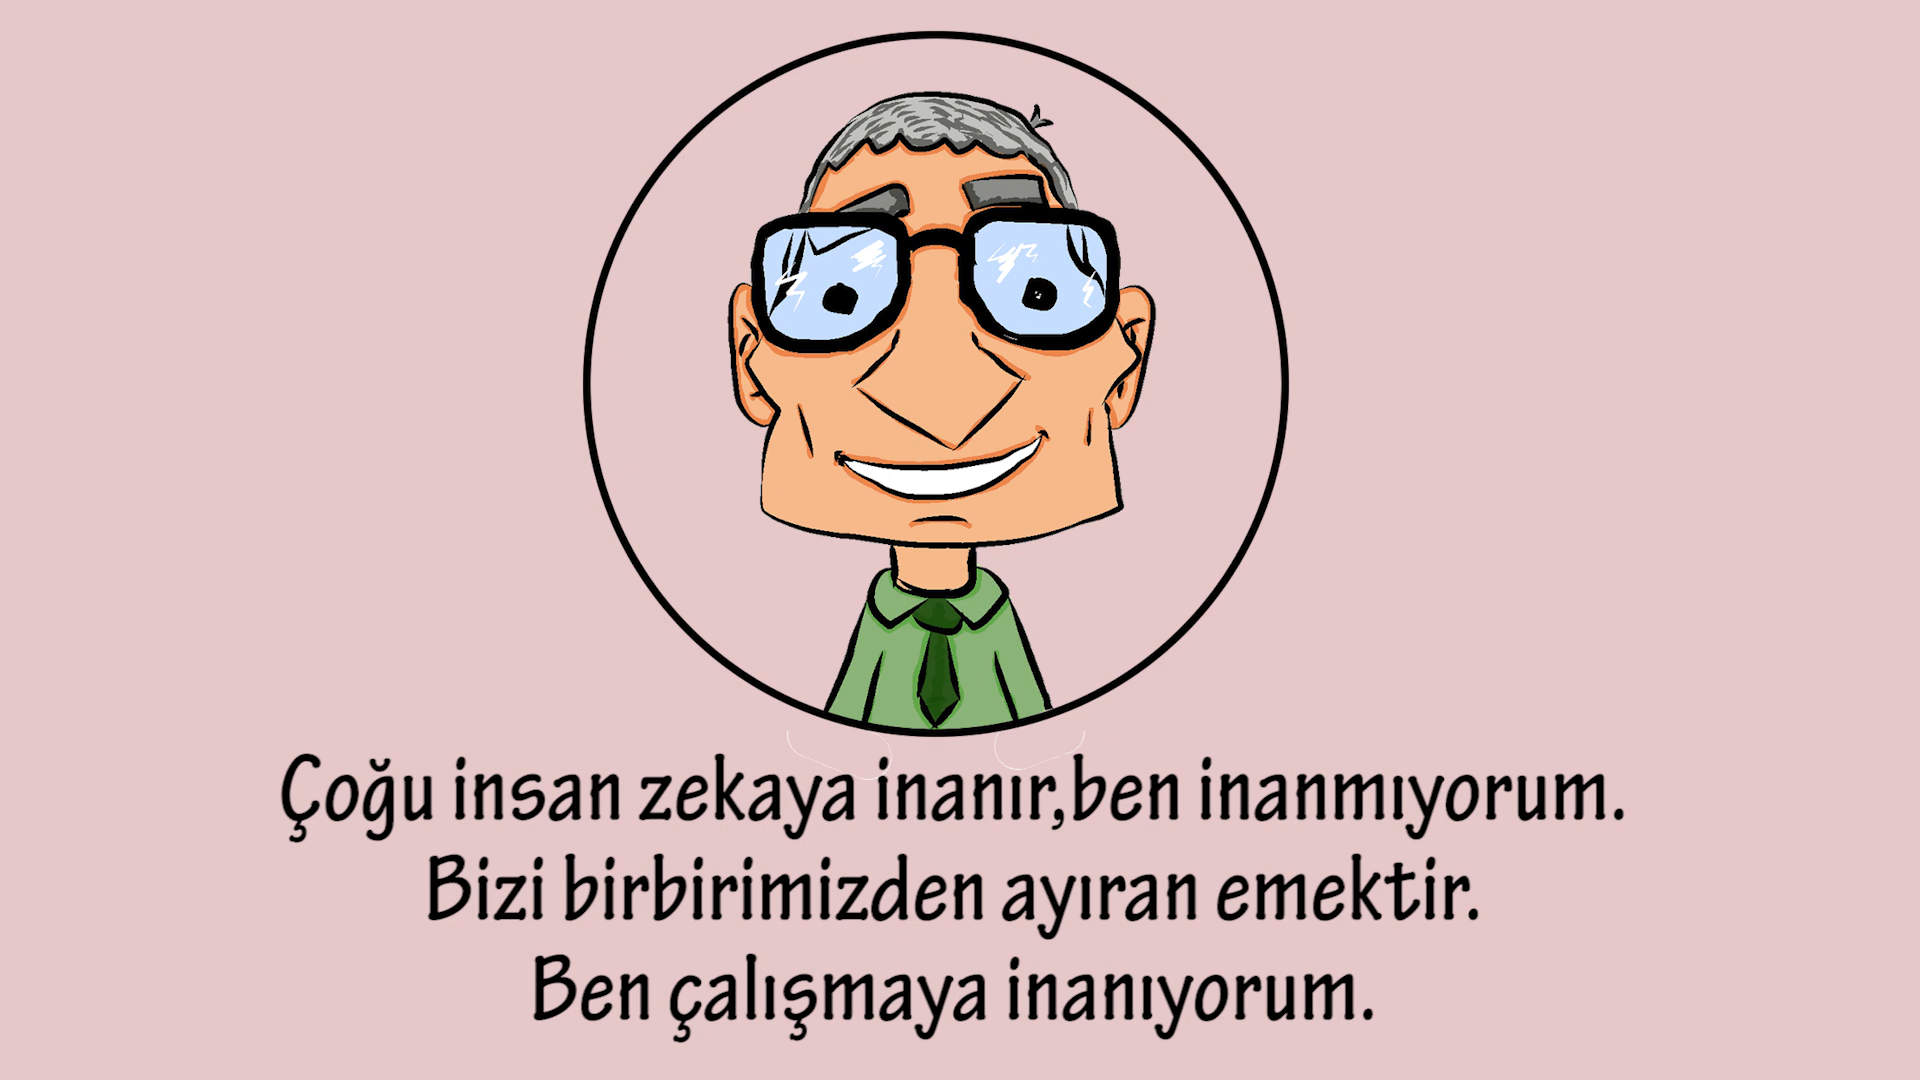 Çoğu insan zekaya inanır,ben inanmıyorum.
Bizi birbirimizden ayıran emektir.
Ben çalışmaya inanıyorum.